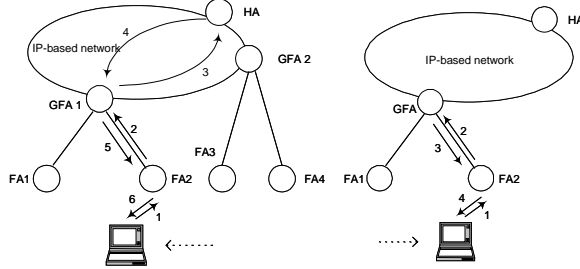 HA
4
IP-based network
3
GFA 2
GFA 1
2
5
FA3
FA1
FA2
FA4
6
1
HA
IP-based network
GFA
2
3
FA1
FA2
4
1